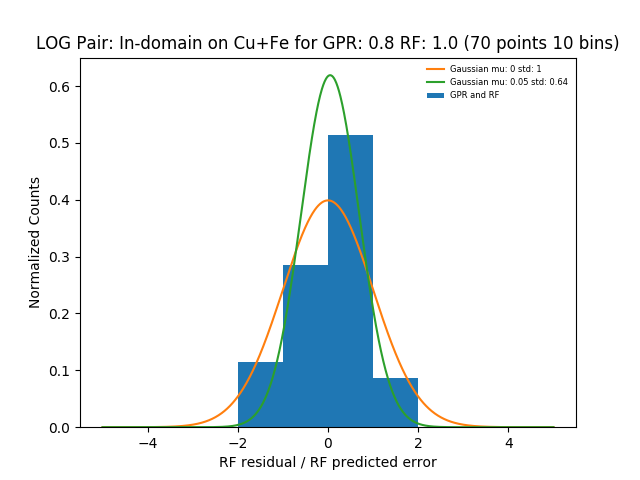 LOG Pair: In-domain on Cu+Fe for GPR: 0.8 RF: 1.0 (70 points 10 bins)
Gaussian mu: 0 std: 1
Gaussian mu: 0.05 std: 0.64
GPR and RF
Normalized Counts
0.6
0.5
0.4
0.3
0.2
0.1
0.0
−4 −2 0 2 4
RF residual / RF predicted error